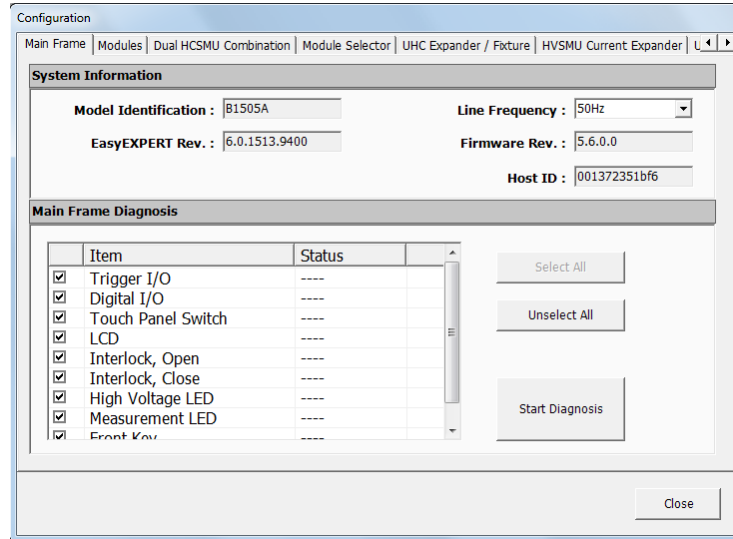 Configuration
Main Frame Modules Dual HCSMU Combination Module Selector UHC Expander / Fixture HVSMU Current Expander
System Information
Model Identification : B1505A Line Frequency : 50Hz
EasyEXPERT Rev. : 6.0.1513.9400 Firmware Rev. : 5.6.0.0
Host ID : 001372351bf6
Main Frame Diagnosis
Item Status
Trigger I/O ----
Digital I/O ----
Touch Panel Switch ----
LCD ----
Interlock, Open ----
Interlock, Close ----
High Voltage LED ----
Measurement LED ----
Front Key ----
Select All
Unselect All
Start Diagnosis
Close